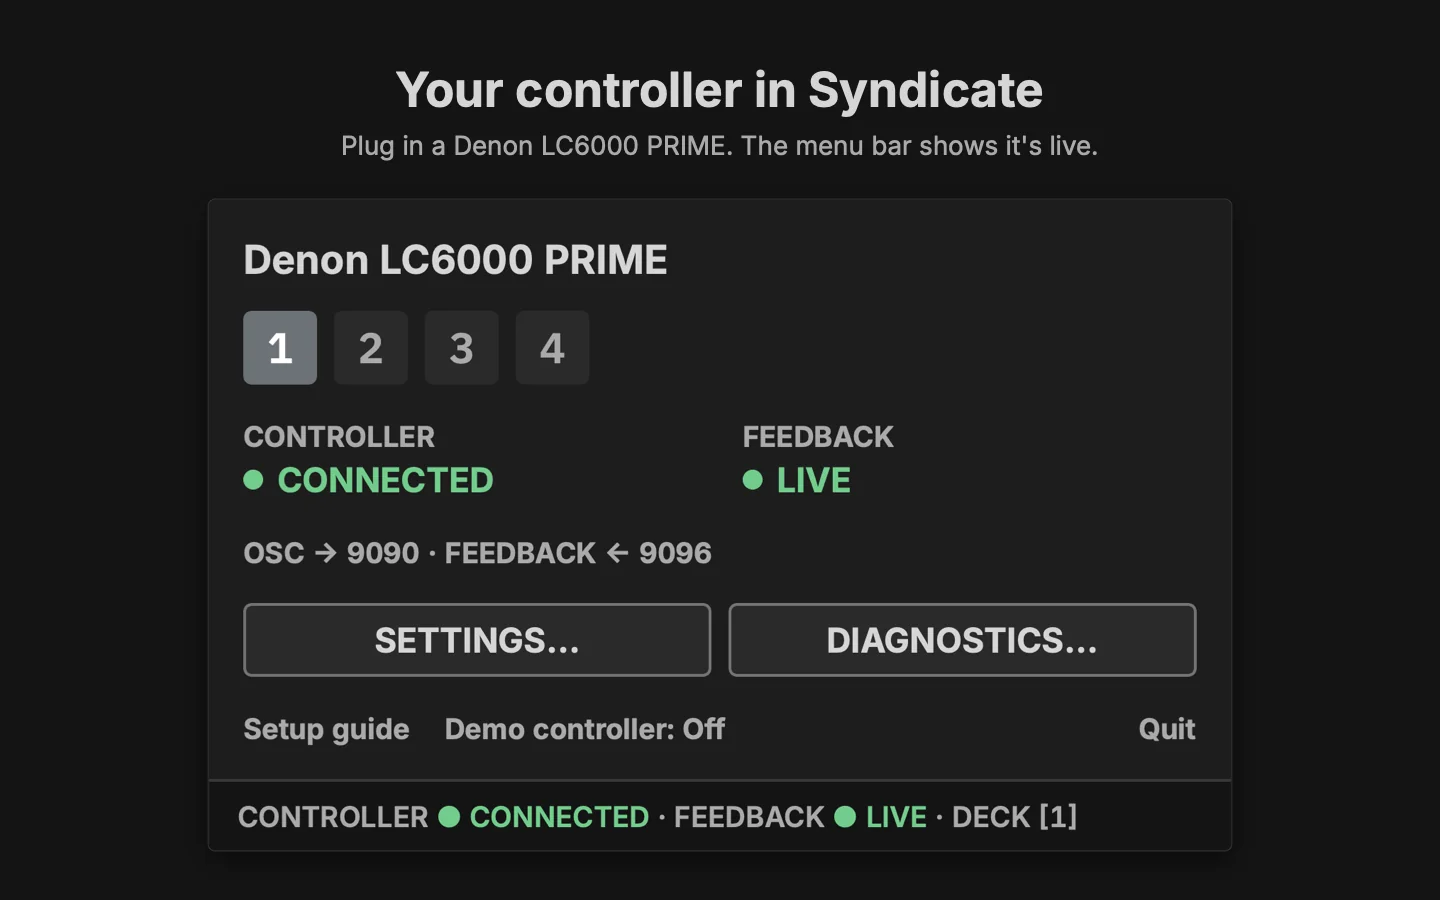 Your controller in Syndicate
Plug in a Denon LC6000 PRIME. The menu bar shows it's live.
Denon LC6000 PRIME
1 2 3 4
CONTROLLER FEEDBACK
● CONNECTED ● LIVE
OSC → 9090 · FEEDBACK ← 9096
SETTINGS... DIAGNOSTICS...
Setup guide Demo controller: Off Quit
CONTROLLER ● CONNECTED · FEEDBACK ● LIVE · DECK [1]